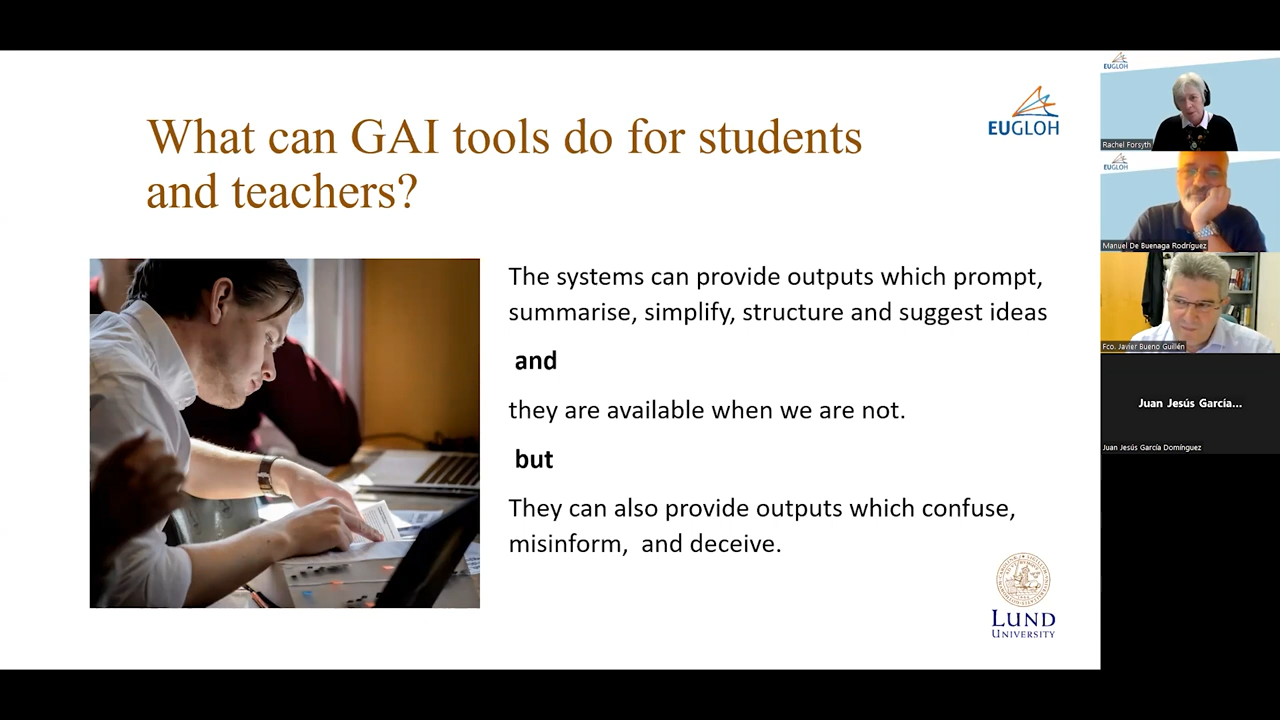 What can GAI tools do for students
and teachers?
EUGLOH
The systems can provide outputs which prompt,
summarise, simplify, structure and suggest ideas
and
they are available when we are not.
but
They can also provide outputs which confuse,
misinform, and deceive.
LUND
UNIVERSITY
EUGLOH
Rachel Forsyth
EUGLOH
Manuel De Buenaga Rodríguez
Fco. Javier Bueno Guillén
Juan Jesús García...
Juan Jesús García Domínguez